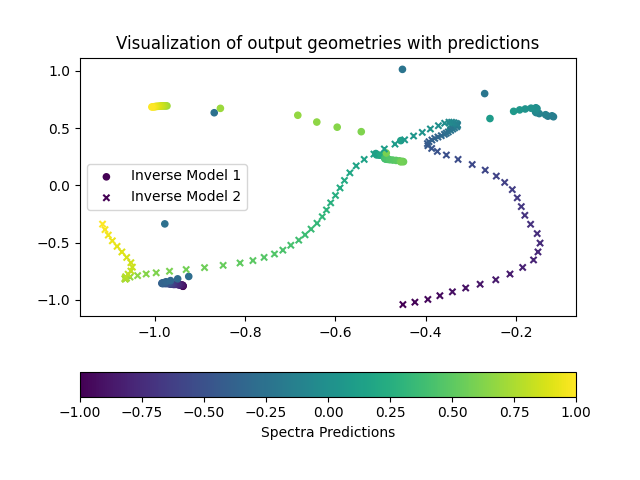 Visualization of output geometries with predictions
1.0
0.5
0.0
−0.5
−1.0
Inverse Model 1
Inverse Model 2
−1.0 −0.8 −0.6 −0.4 −0.2
−1.00 −0.75 −0.50 −0.25 0.00 0.25 0.50 0.75 1.00
Spectra Predictions